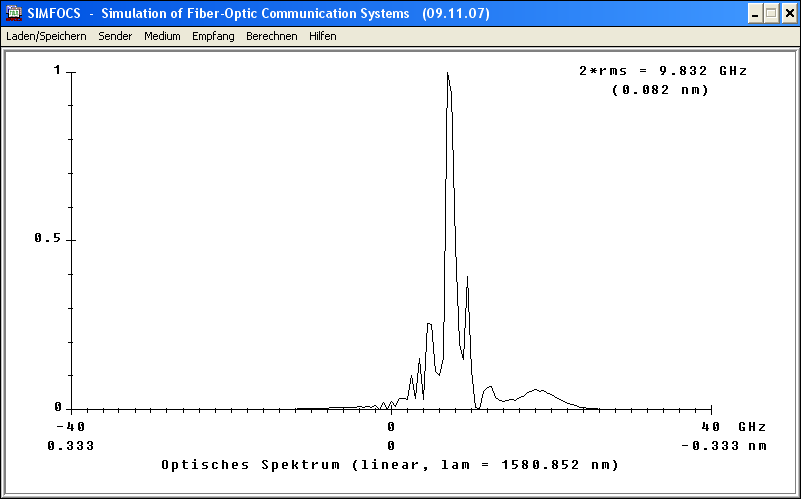 SIMFOCS - Simulation of Fiber-Optic Communication Systems (09.11.07)
Laden/Speichern Sender Medium Empfang Berechnen Hilfen
1
2*rms = 9.832 GHz
(0.082 nm)
0.5
0
-40 0 40 GHz
0.333 0 -0.333 nm
Optisches Spektrum (linear, lam = 1580.852 nm)